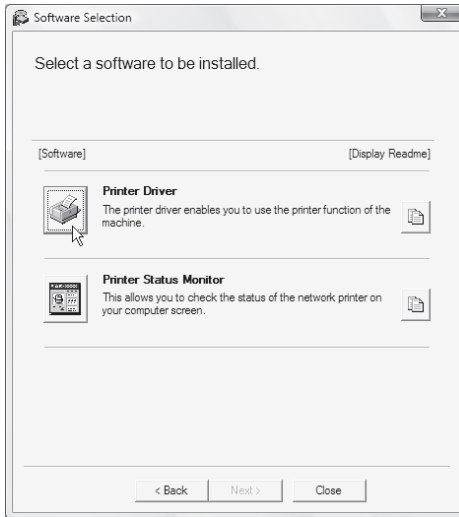 Software Selection
Select a software to be installed.
[Software] [Display Readme]
Printer Driver
The printer driver enables you to use the printer function of the
machine.
Printer Status Monitor
This allows you to check the status of the network printer on
your computer screen.
< Back Next > Close